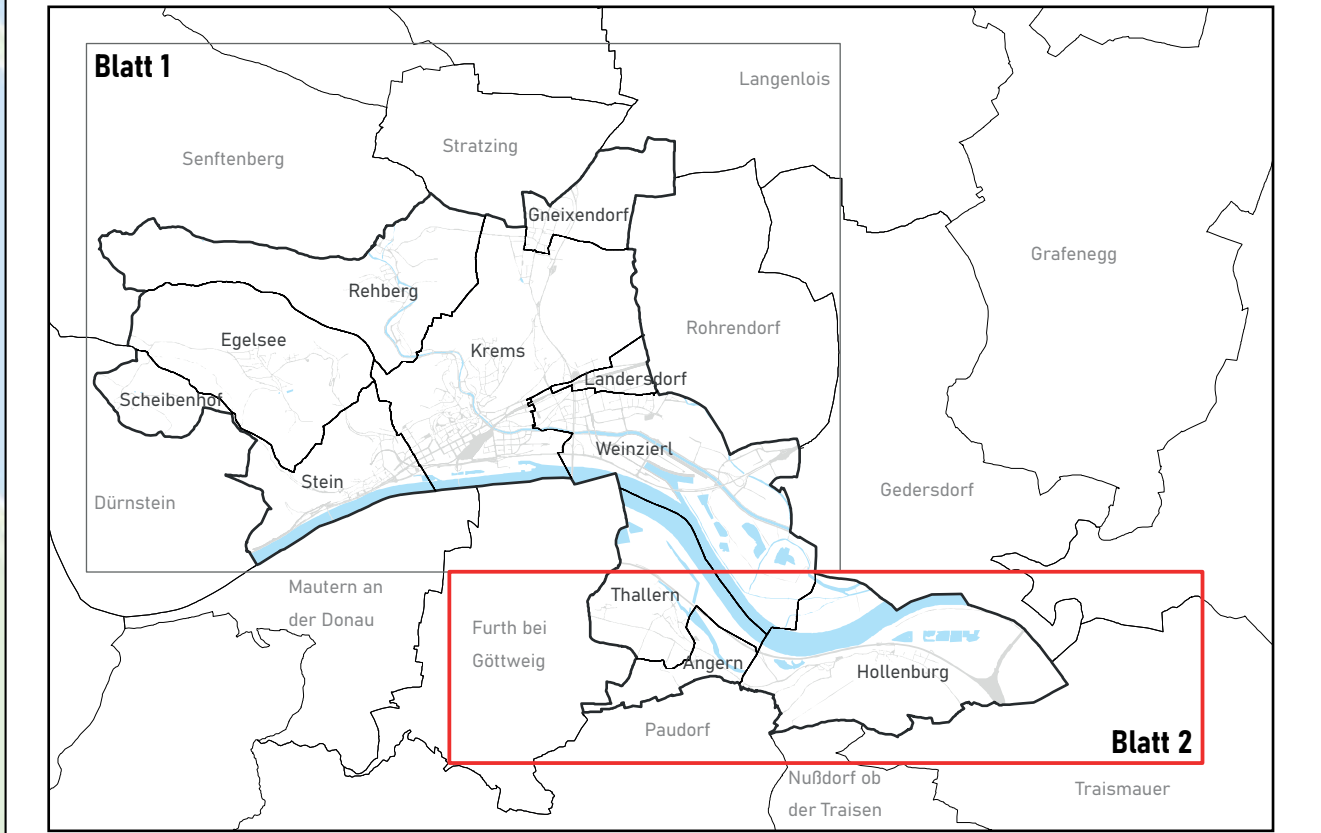 Blatt 1
Langenlois
Stratzing
Senftenberg
Gneixendorf
Grafenegg
Rehberg
Rohrendorf
Egelsee
Krems
Landersdorf
Scheibenhof
Weinzierl
Stein
Gedersdorf
Dürnstein
Mautern an
der Donau
Thallern
Furth bei
Göttweig
Angern
Hollenburg
Paudorf
Blatt 2
Nußdorf ob
der Traisen
Traismauer